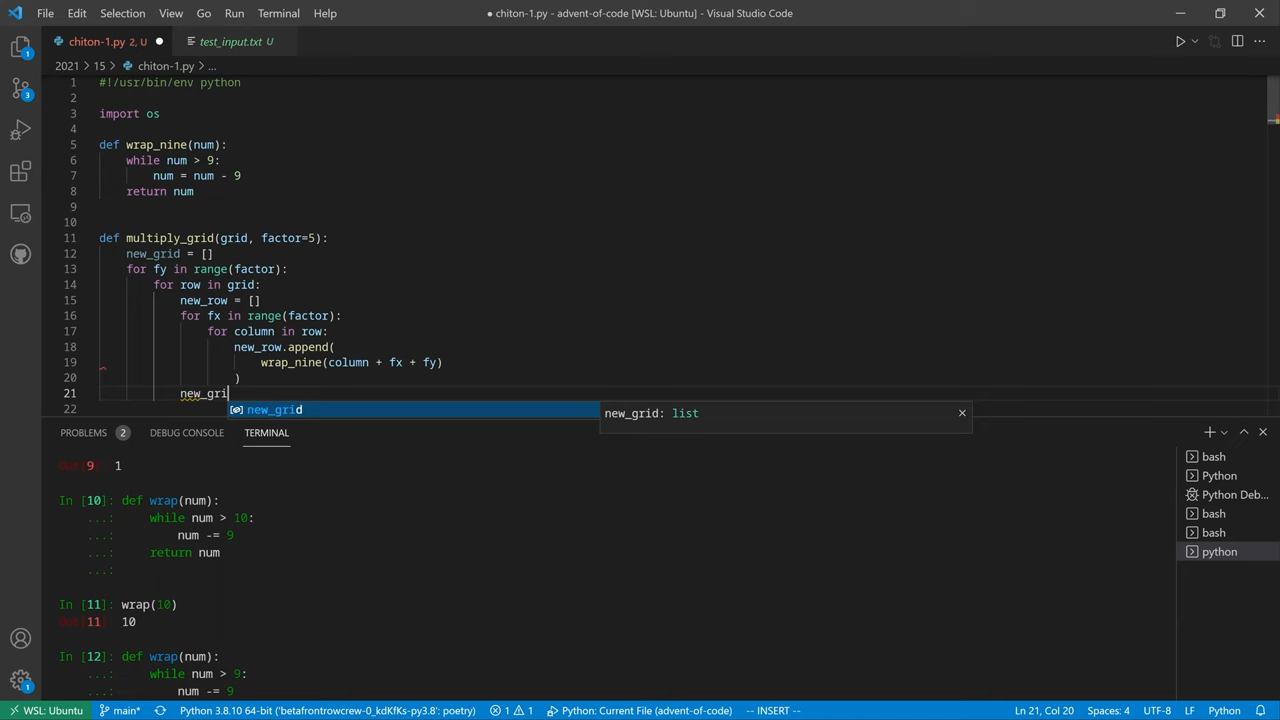 File Edit Selection View Go Run Terminal Help
● chiton-1.py - advent-of-code [WSL: Ubuntu] - Visual Studio Code
chiton-1.py 2, U ●
test_input.txt U
2021 > 15 > chiton-1.py > ...
1 #!/usr/bin/env python
2
3 import os
4
5 def wrap_nine(num):
6 while num > 9:
7 num = num - 9
8 return num
9
10
11 def multiply_grid(grid, factor=5):
12 new_grid = []
13 for fy in range(factor):
14 for row in grid:
15 new_row = []
16 for fx in range(factor):
17 for column in row:
18 new_row.append(
19 wrap_nine(column + fx + fy)
20 )
21 new_gri
22
new_grid
new_grid: list
PROBLEMS 2 DEBUG CONSOLE TERMINAL
Out[9] 1
In [10]: def wrap(num):
...: while num > 10:
...: num -= 9
...: return num
...:
In [11]: wrap(10)
Out[11] 10
In [12]: def wrap(num):
...: while num > 9:
...: num -= 9
bash
Python
Python Deb...
bash
bash
python
1
3
1
WSL: Ubuntu main* Python 3.8.10 64-bit ('betafrontrowcrew-0_kdKfKs-py3.8': poetry) 1 1 Python: Current File (advent-of-code) -- INSERT -- Ln 21, Col 20 Spaces: 4 UTF-8 LF Python